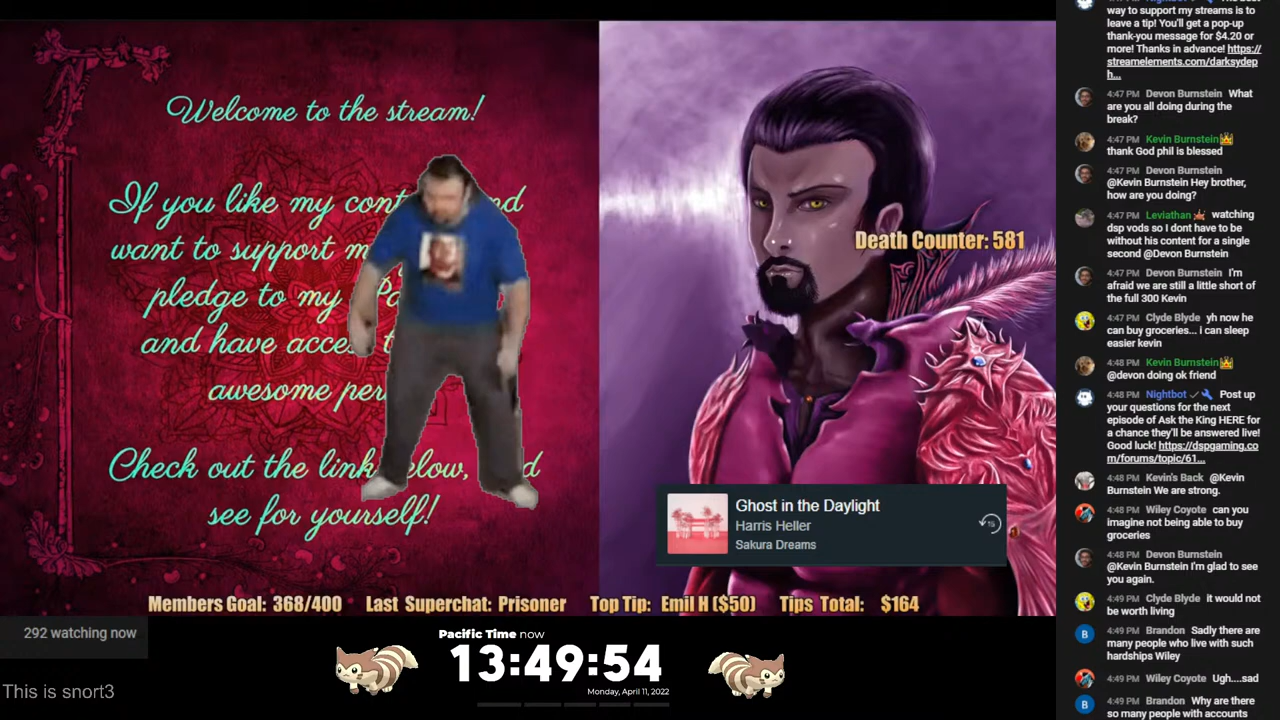 Welcome to the stream!
If you like my cont nd
want to support m
pledge to my Pa
and have acces t
awesome per
Check out the link elow, d
see for yourself!
Death Counter: 581
Ghost in the Daylight
Harris Heller
Sakura Dreams
15
Members Goal: 368/400 Last Superchat: Prisoner Top Tip: Emil H ($50) Tips Total: $164
292 watching now
This is snort3
Pacific Time now
13:49:54
Monday, April 11, 2022
way to support my streams is to
leave a tip! You'll get a pop-up
thank-you message for $4.20 or
more! Thanks in advance! https://
streamelements.com/darksydep
h...
4:47 PM Devon Burnstein What
are you all doing during the
break?
4:47 PM Kevin Burnstein
thank God phil is blessed
4:47 PM Devon Burnstein
@Kevin Burnstein Hey brother,
how are you doing?
4:47 PM Leviathan watching
dsp vods so I dont have to be
without his content for a single
second @Devon Burnstein
4:47 PM Devon Burnstein I'm
afraid we are still a little short of
the full 300 Kevin
4:47 PM Clyde Blyde yh now he
can buy groceries... i can sleep
easier kevin
4:48 PM Kevin Burnstein
@devon doing ok friend
4:48 PM Nightbot Post up
your questions for the next
episode of Ask the King HERE for
a chance they'll be answered live!
Good luck! https://dspgaming.co
m/forums/topic/61...
4:48 PM Kevin's Back @Kevin
Burnstein We are strong.
4:48 PM Wiley Coyote can you
imagine not being able to buy
groceries
4:48 PM Devon Burnstein
@Kevin Burnstein I'm glad to see
you again.
4:49 PM Clyde Blyde it would not
be worth living
B
4:49 PM Brandon Sadly there are
many people who live with such
hardships Wiley
4:49 PM Wiley Coyote Ugh....sad
B
4:49 PM Brandon Why are there
so many people with accounts